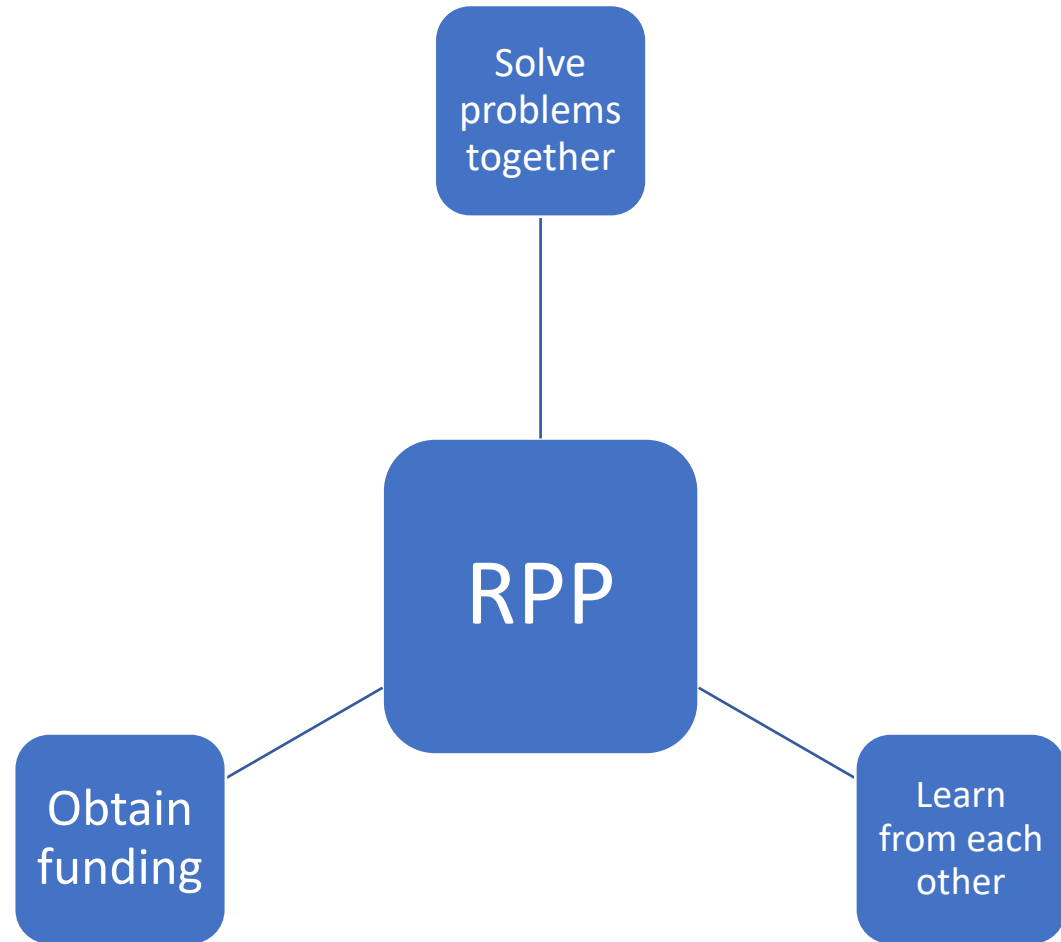 Solve
problems
together
RPP
Obtain
funding
Learn
from each
other